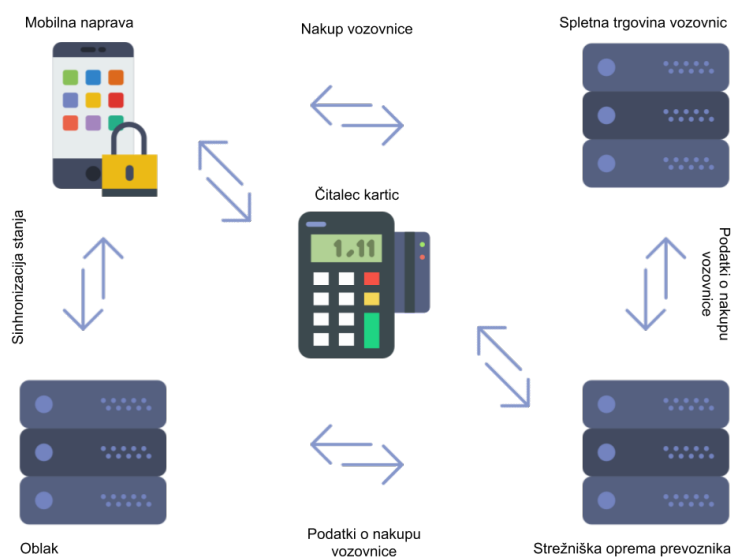 Mobilna naprava
Nakup vozovnice
Spletna trgovina vozovnic
Čitalec kartic
1,11
Sinhronizacija stanja
Podatki o nakupu
vozovnice
Podatki o nakupu
vozovnice
Oblak
Strežniška oprema prevoznika